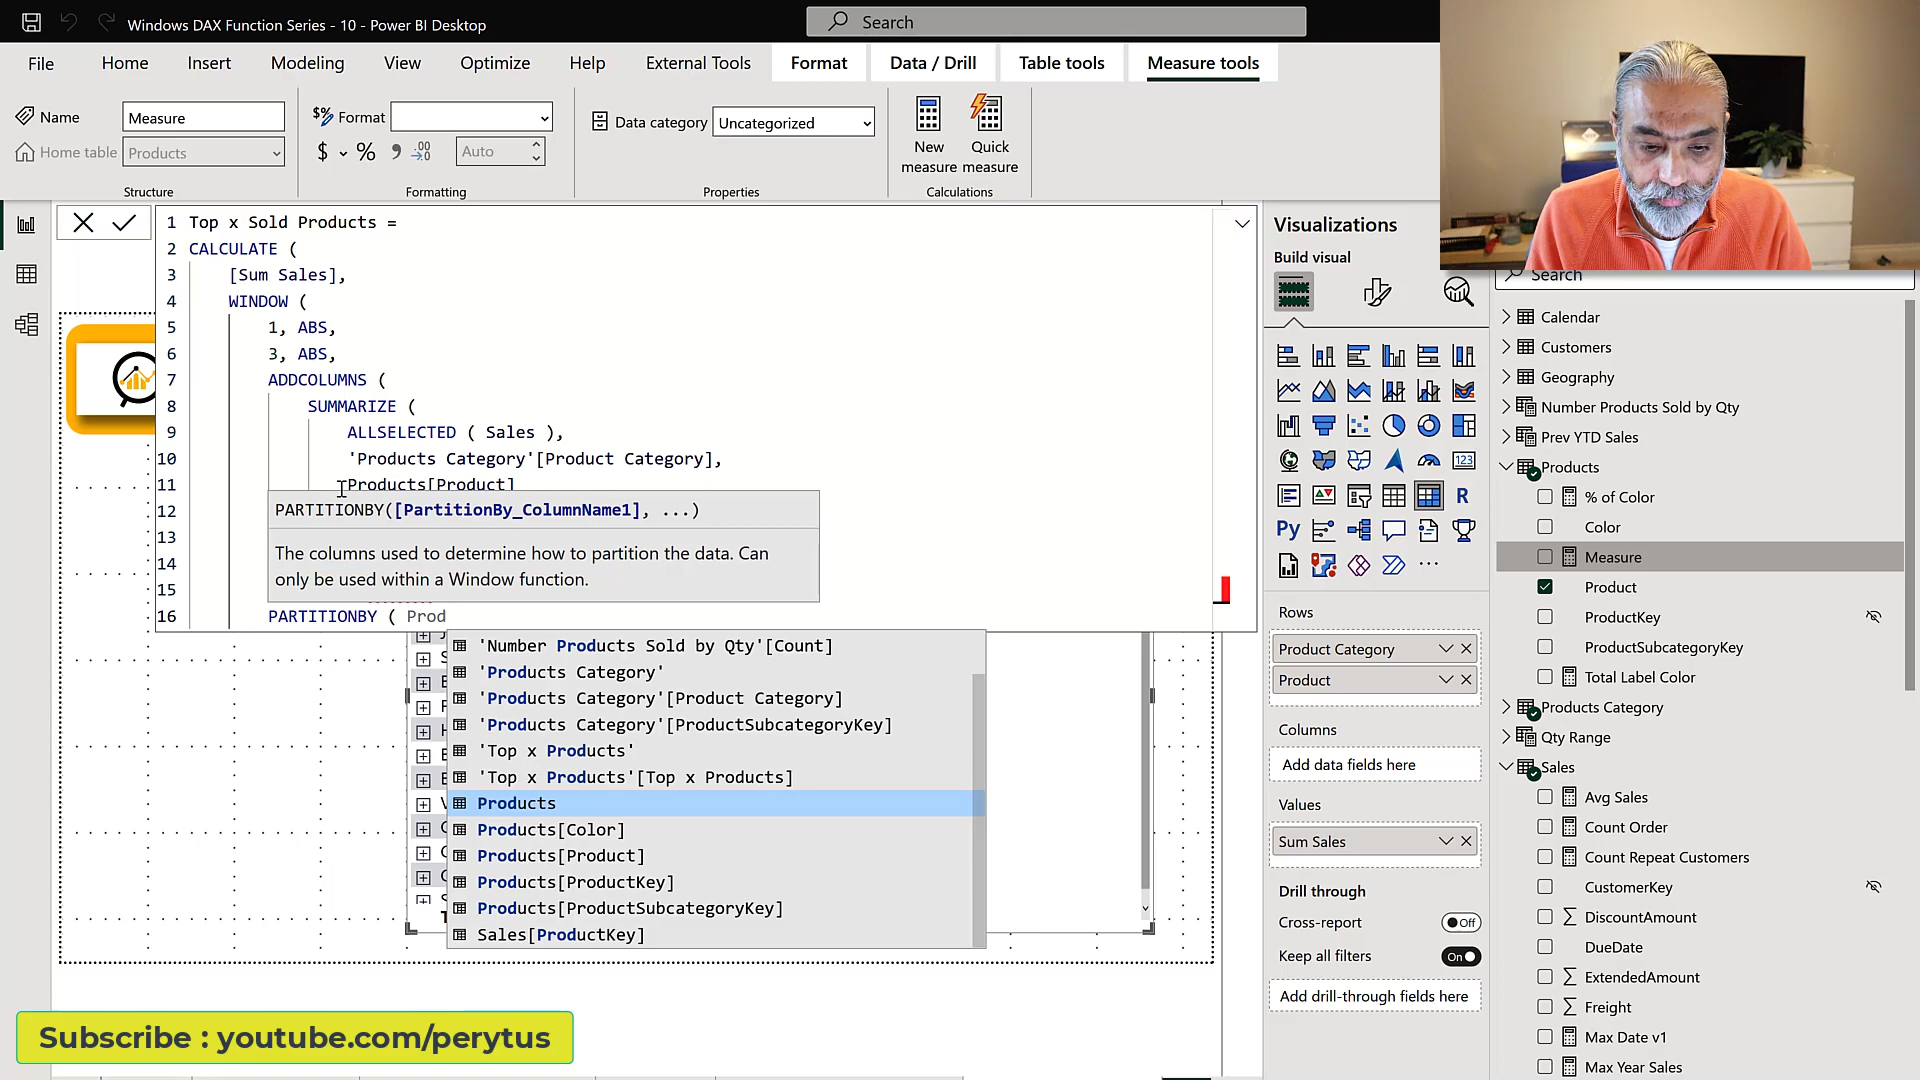 Windows DAX Function Series - 10 - Power BI Desktop
Search
File
Home
Insert
Modeling
View
Optimize
Help
External Tools
Format
Data / Drill
Table tools
Measure tools
Name
Measure
Home table
Products
Structure
Format
$
%
Auto
Formatting
Data category
Uncategorized
Properties
New
measure
Quick
measure
Calculations
1 Top x Sold Products =
2 CALCULATE (
3 [Sum Sales],
4 WINDOW (
5 1, ABS,
6 3, ABS,
7 ADDCOLUMNS (
8 SUMMARIZE (
9 ALLSELECTED ( Sales ),
10 'Products Category'[Product Category],
11 Products[Product]
12
13
14
15
16 PARTITIONBY ( Prod
PARTITIONBY([PartitionBy_ColumnName1], ...)
The columns used to determine how to partition the data. Can
only be used within a Window function.
'Number Products Sold by Qty'[Count]
'Products Category'
'Products Category'[Product Category]
'Products Category'[ProductSubcategoryKey]
'Top x Products'
'Top x Products'[Top x Products]
Products
Products[Color]
Products[Product]
Products[ProductKey]
Products[ProductSubcategoryKey]
Sales[ProductKey]
Subscribe : youtube.com/perytus
Visualizations
Build visual
123
R
Py
Rows
Product Category
Product
Columns
Add data fields here
Values
Sum Sales
Drill through
Cross-report
Off
Keep all filters
On
Add drill-through fields here
Search
Calendar
Customers
Geography
Number Products Sold by Qty
Prev YTD Sales
Products
% of Color
Color
Measure
Product
ProductKey
ProductSubcategoryKey
Total Label Color
Products Category
Qty Range
Sales
Avg Sales
Count Order
Count Repeat Customers
CustomerKey
DiscountAmount
DueDate
ExtendedAmount
Freight
Max Date v1
Max Year Sales